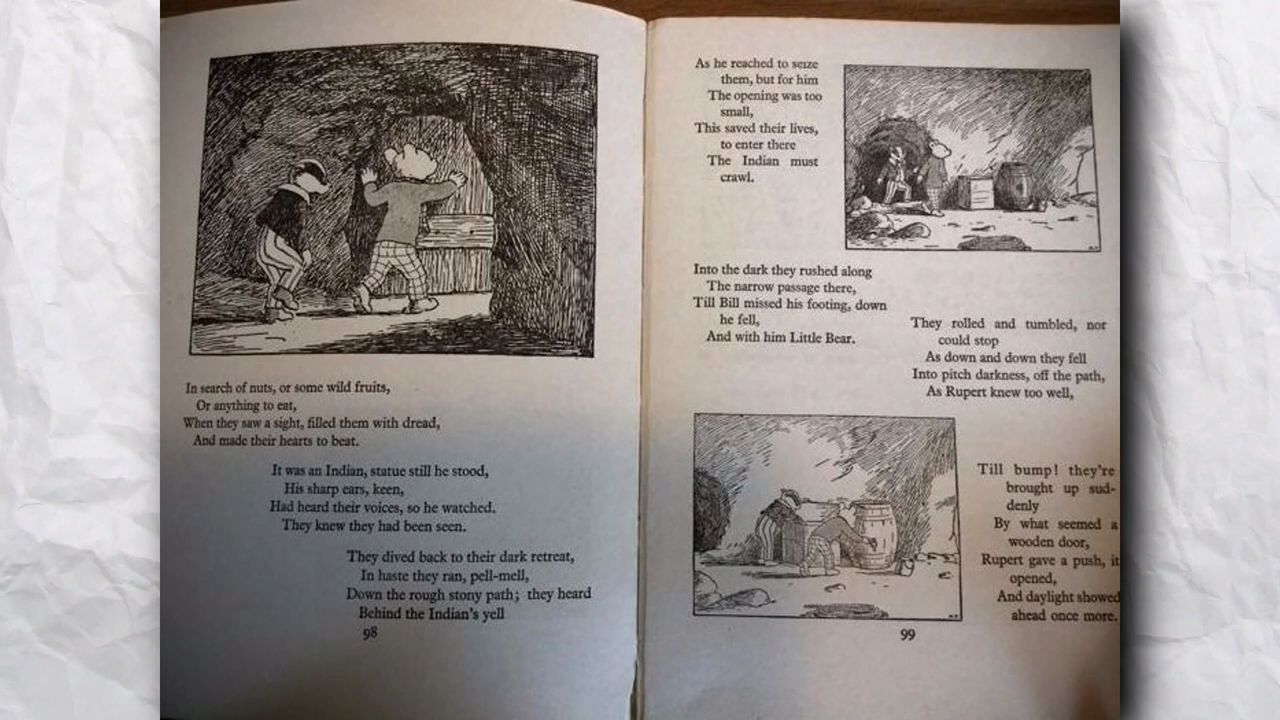 In search of nuts, or some wild fruits,
Or anything to eat,
When they saw a sight, filled them with dread,
And made their hearts to beat.
It was an Indian, statue still he stood,
His sharp ears, keen,
Had heard their voices, so he watched.
They knew they had been seen.
They dived back to their dark retreat,
In haste they ran, pell-mell,
Down the rough stony path; they heard
Behind the Indian's yell
98
As he reached to seize
them, but for him
The opening was too
small,
This saved their lives,
to enter there
The Indian must
crawl.
Into the dark they rushed along
The narrow passage there,
Till Bill missed his footing, down
he fell,
And with him Little Bear.
They rolled and tumbled, nor
could stop
As down and down they fell
Into pitch darkness, off the path,
As Rupert knew too well,
Till bump! they're
brought up sud-
denly
By what seemed a
wooden door,
Rupert gave a push, it
opened,
And daylight showed
ahead once more.
99